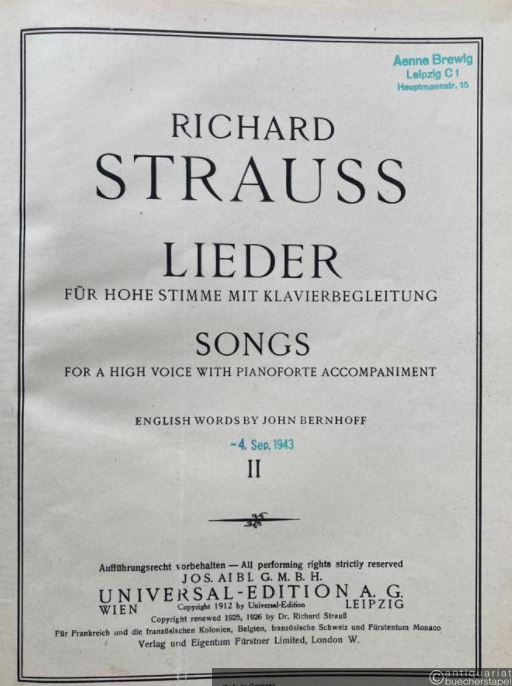 Aenne Brewig
Leipzig C 1
Hauptmannstr. 15
RICHARD
STRAUSS
LIEDER
FÜR HOHE STIMME MIT KLAVIERBEGLEITUNG
SONGS
FOR A HIGH VOICE WITH PIANOFORTE ACCOMPANIMENT
ENGLISH WORDS BY JOHN BERNHOFF
-4. Sep. 1943
II
Aufführungsrecht vorbehalten — All performing rights strictly reserved
JOS. AIBL G. M. B. H.
UNIVERSAL-EDITION A. G.
WIEN Copyright 1912 by Universal-Edition LEIPZIG
Copyright renewed 1925, 1926 by Dr. Richard Strauß
Für Frankreich und die französischen Kolonien, Belgien, französische Schweiz und Fürstentum Monaco
Verlag und Eigentum Fürstner Limited, London W.
antiquariat
buecherstapel